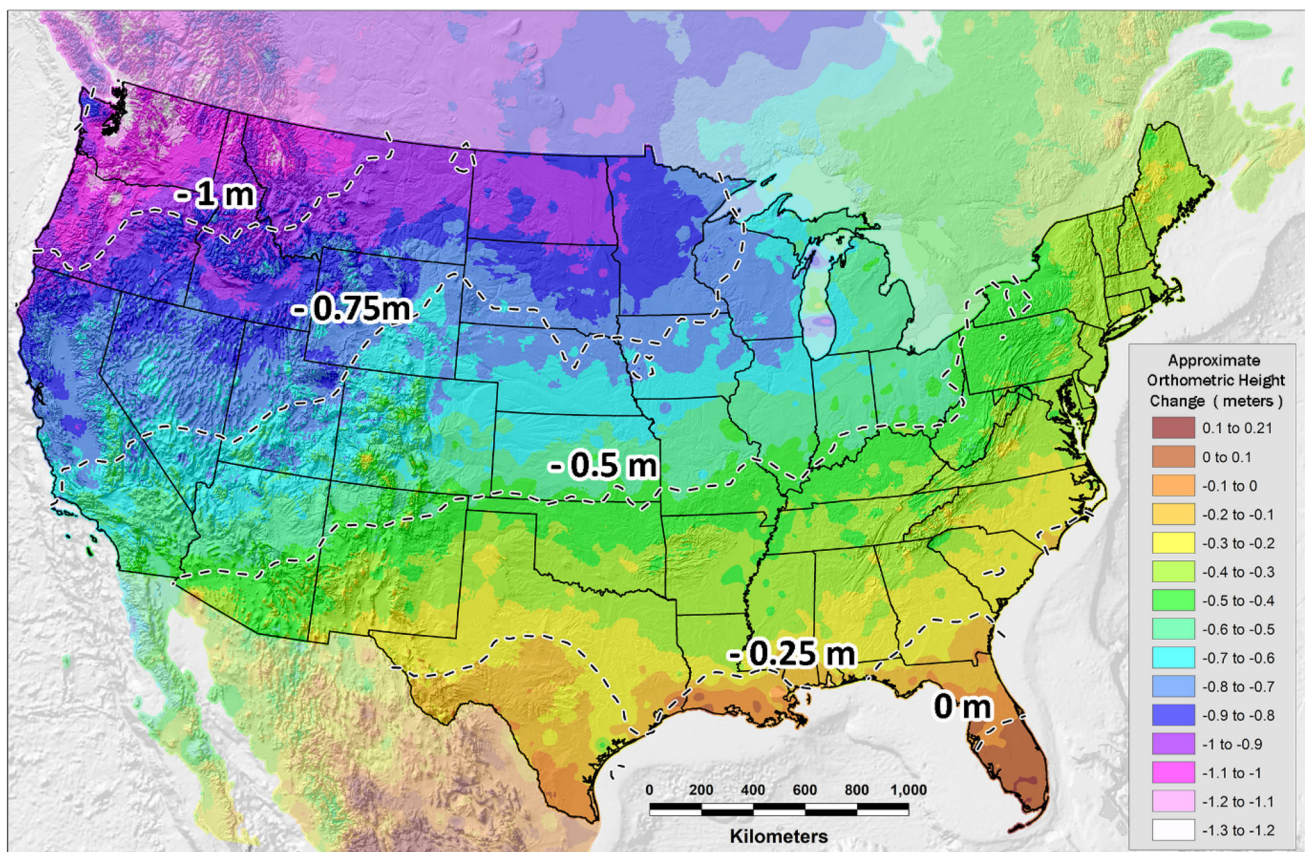 - 1 m
- 0.75m
- 0.5 m
- 0.25 m
0 m
0 200 400 600 800 1,000
Kilometers
Approximate
Orthometric Height
Change ( meters)
0.1 to 0.21
0 to 0.1
-0.1 to 0
-0.2 to -0.1
-0.3 to -0.2
-0.4 to -0.3
-0.5 to -0.4
-0.6 to -0.5
-0.7 to -0.6
-0.8 to -0.7
-0.9 to -0.8
-1 to -0.9
-1.1 to -1
-1.2 to -1.1
-1.3 to -1.2